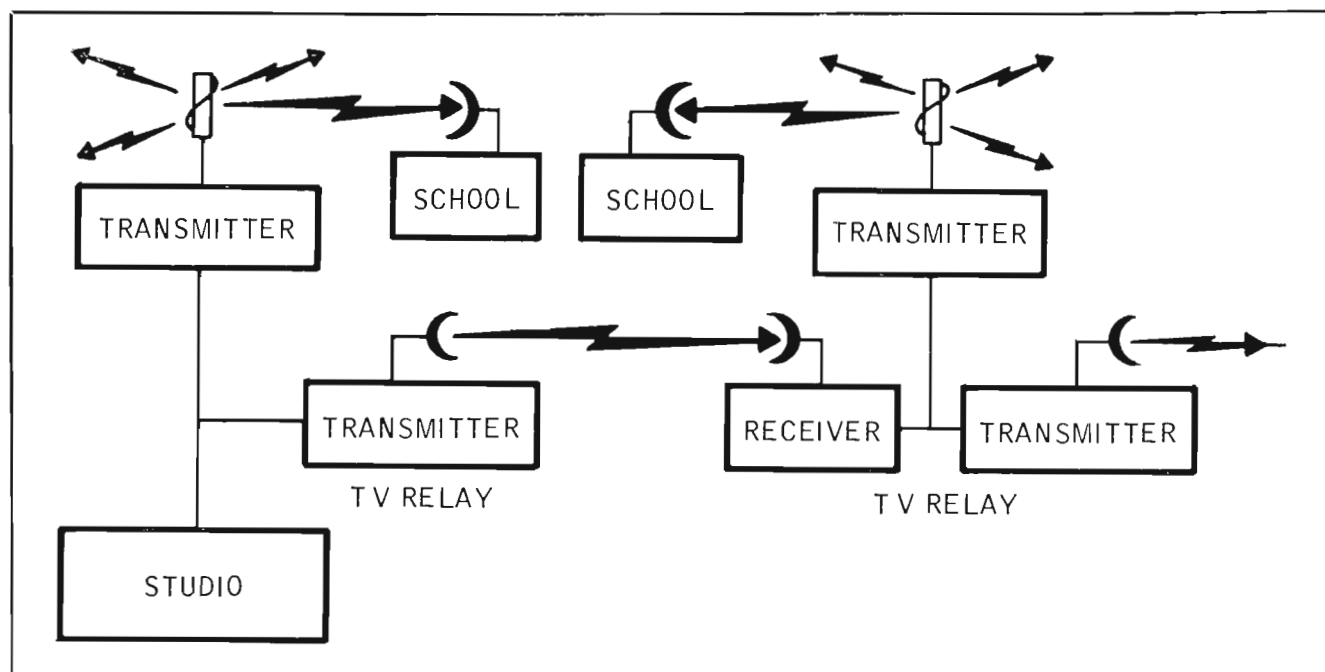 SCHOOL
SCHOOL
TRANSMITTER
TRANSMITTER
TRANSMITTER
RECEIVER
TRANSMITTER
TV RELAY
TV RELAY
STUDIO